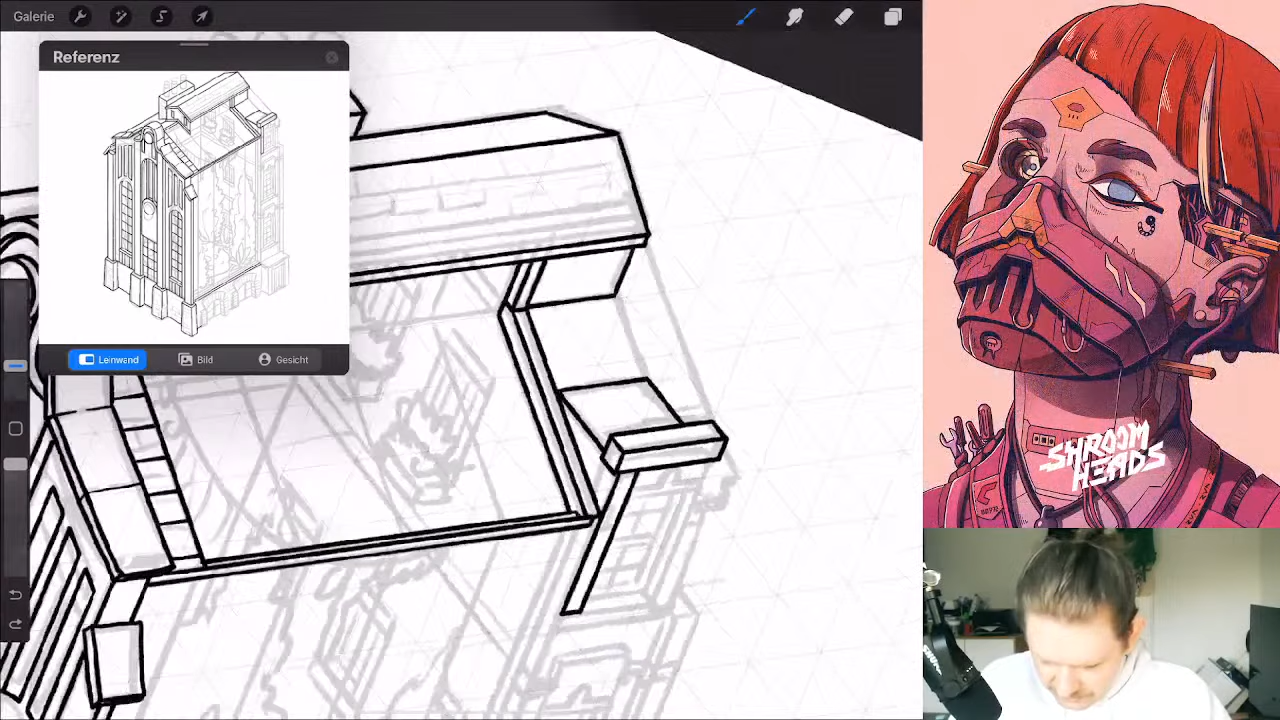 Galerie
Referenz
Leinwand
Bild
Gesicht
SHROOM
HEADS